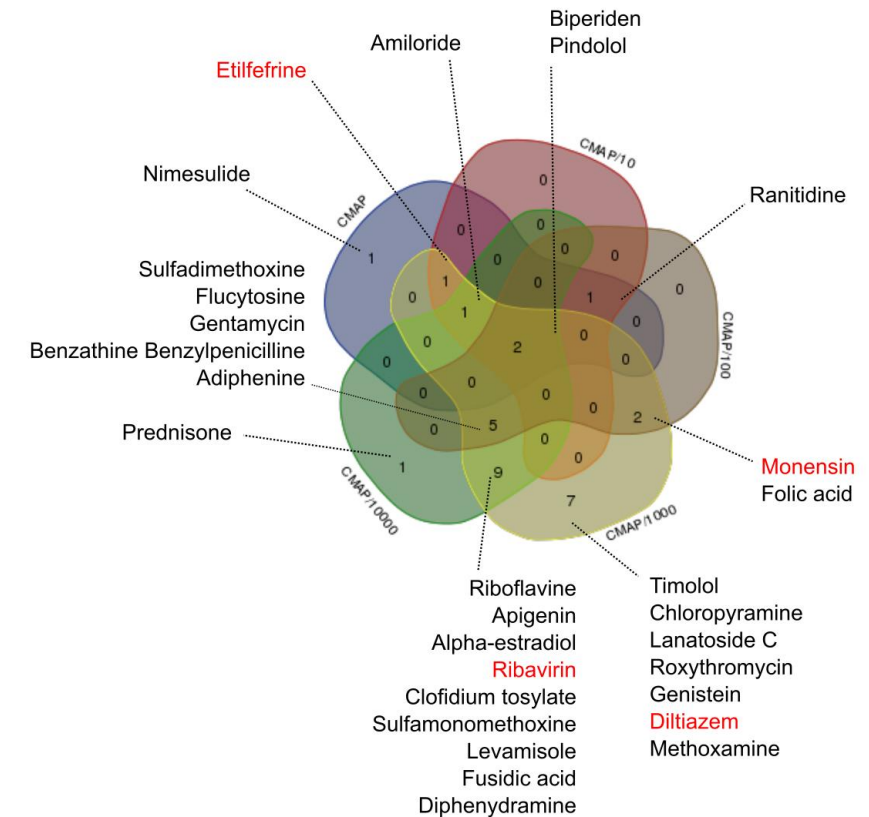 Biperiden
Pindolol
Amiloride
Etilfefrine
CMAP/10
0
Nimesulide
Ranitidine
CMAP
0
0
0
0
1
0
0
0
1
1
0
0
1
0
0
Sulfadimethoxine
Flucytosine
Gentamycin
Benzathine Benzylpenicilline
Adiphenine
0
2
0
0
0
0
0
0
0
CMAP/100
Prednisone
0
5
0
2
1
9
0
7
CMAP/10000
CMAP/1000
Monensin
Folic acid
Riboflavine
Apigenin
Alpha-estradiol
Ribavirin
Clofidium tosylate
Sulfamonomethoxine
Levamisole
Fusidic acid
Diphenydramine
Timolol
Chloropyramine
Lanatoside C
Roxythromycin
Genistein
Diltiazem
Methoxamine